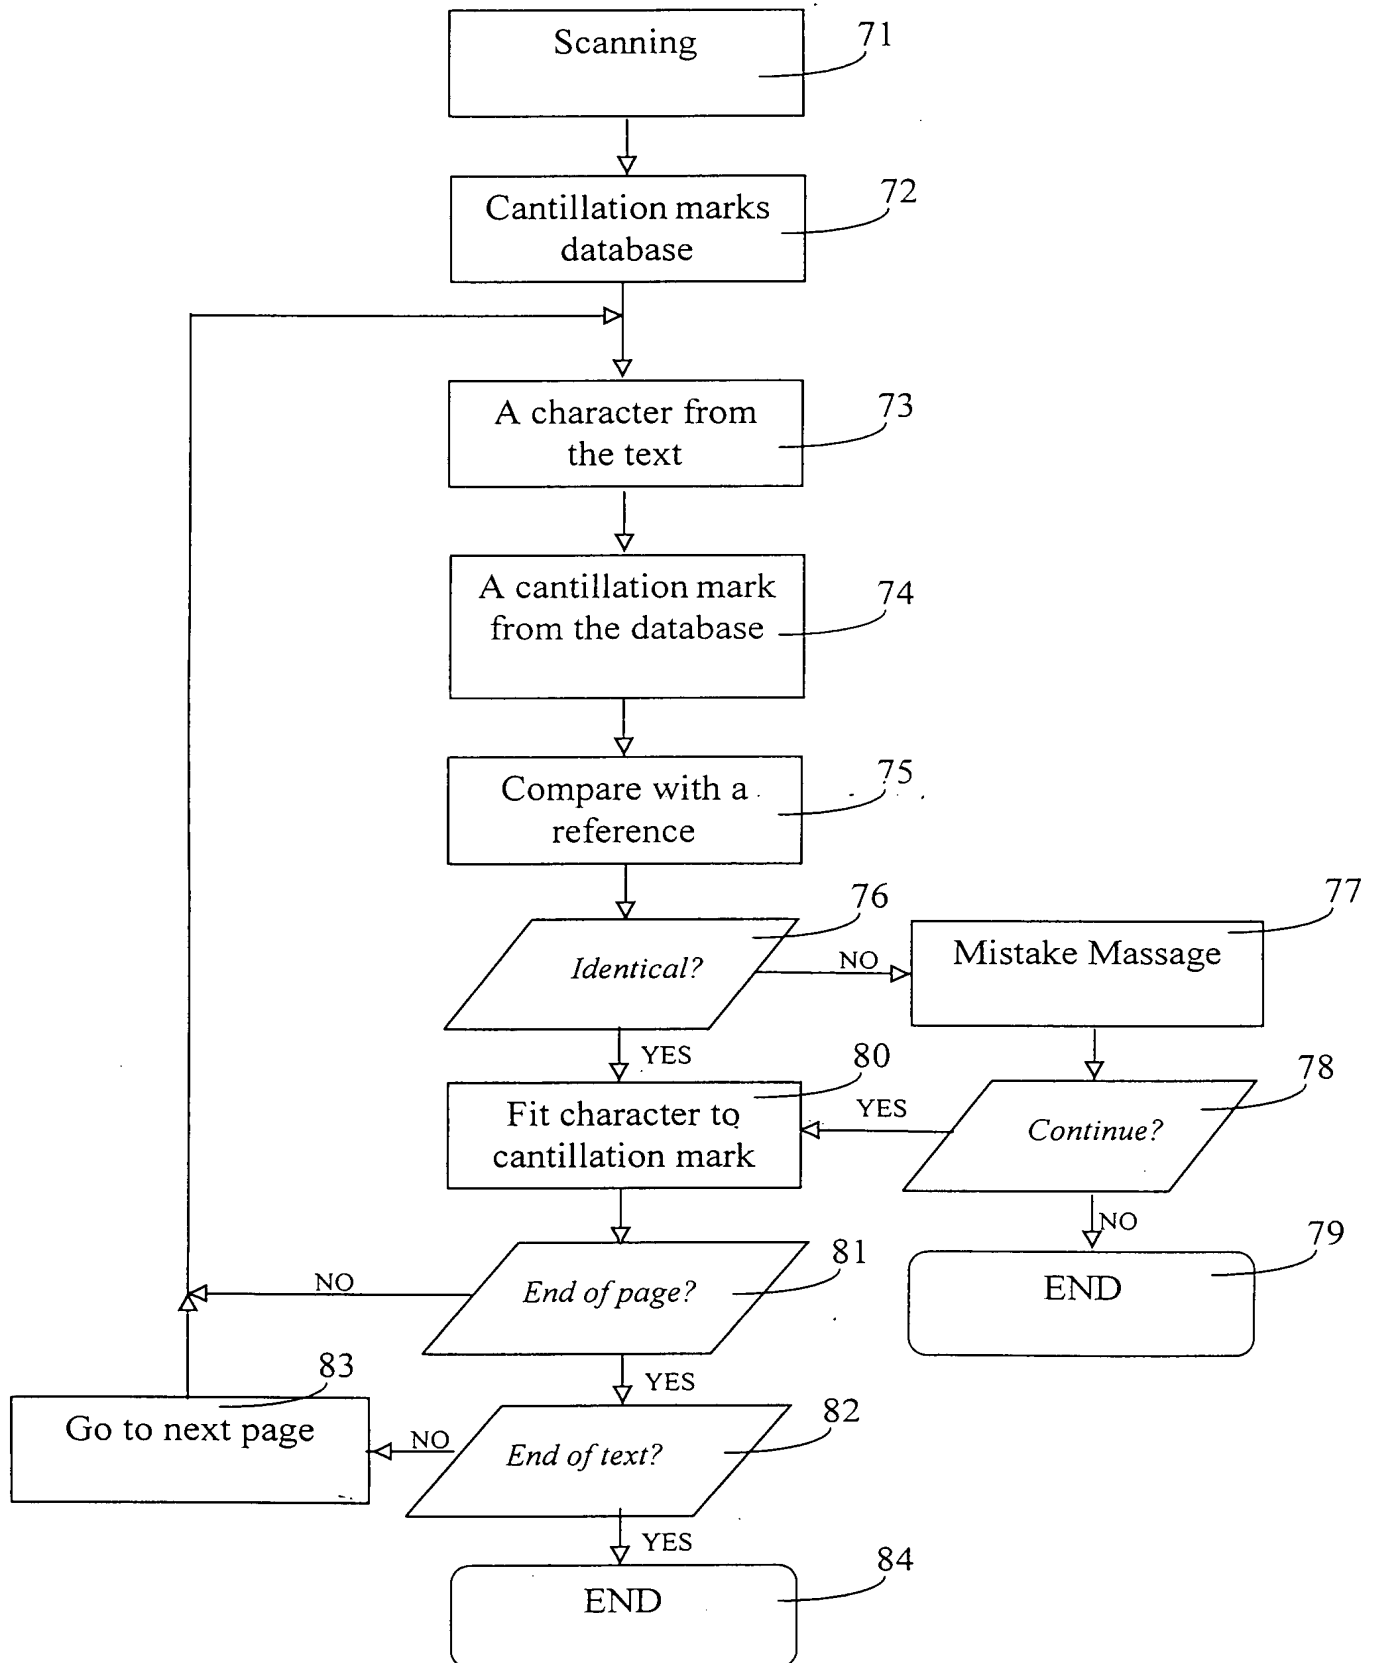 Scanning
71
Cantillation marks
database
72
A character from
the text
73
A cantillation mark
from the database
74
Compare with a
reference
75
Identical?
76
NO
Mistake Massage
77
YES
Fit character to
cantillation mark
80
YES
Continue?
78
NO
END
79
End of page?
81
NO
YES
End of text?
82
NO
Go to next page
83
YES
END
84